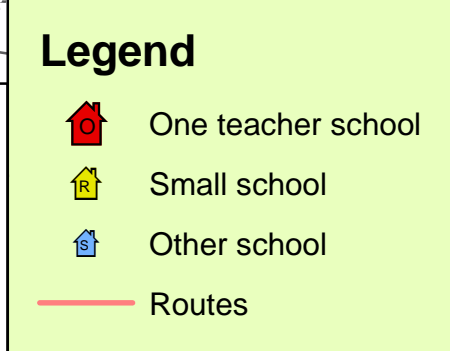 Legend
O One teacher school
R Small school
S Other school
Routes